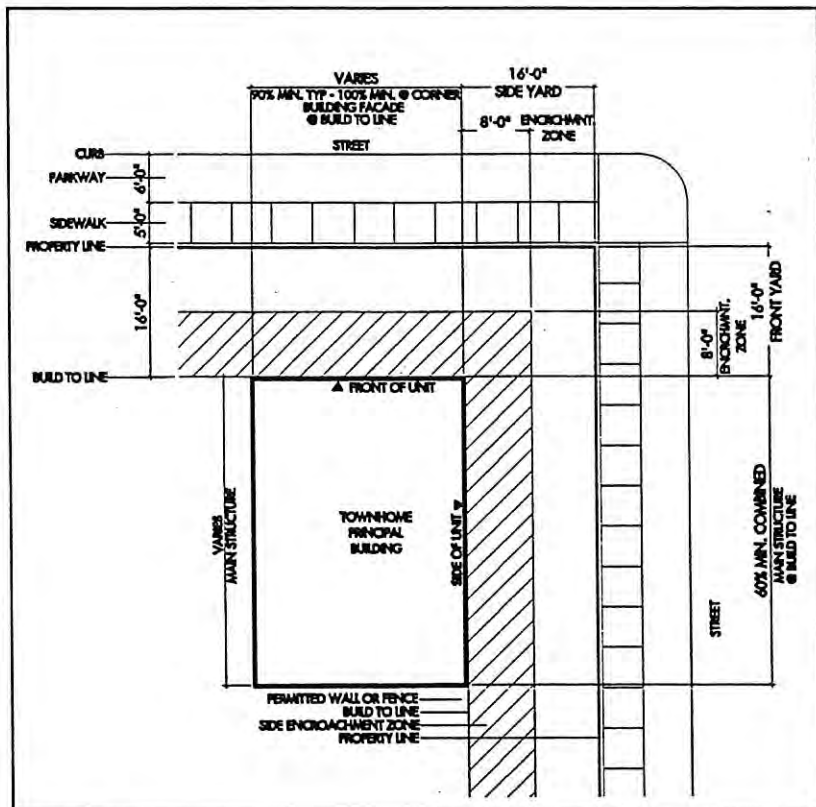 VARIES
90% MIN. TYP - 100% MIN. @ CORNER
BUILDING FACADE
@ BUILD TO LINE
16'-0"
SIDE YARD
8'-0"
ENCRCHMNT.
ZONE
STREET
CURB
PARKWAY
6'-0"
SIDEWALK
5'-0"
PROPERTY LINE
16'-0"
BUILD TO LINE
16'-0"
FRONT YARD
8'-0"
ENCRCHMNT.
ZONE
▲ FRONT OF UNIT
VARIES
MAIN STRUCTURE
TOWNHOME
PRINCIPAL
BUILDING
SIDE OF UNIT ▼
60% MIN. COMBINED
MAIN STRUCTURE
@ BUILD TO LINE
STREET
PERMITTED WALL OR FENCE
BUILD TO LINE
SIDE ENCROACHMENT ZONE
PROPERTY LINE